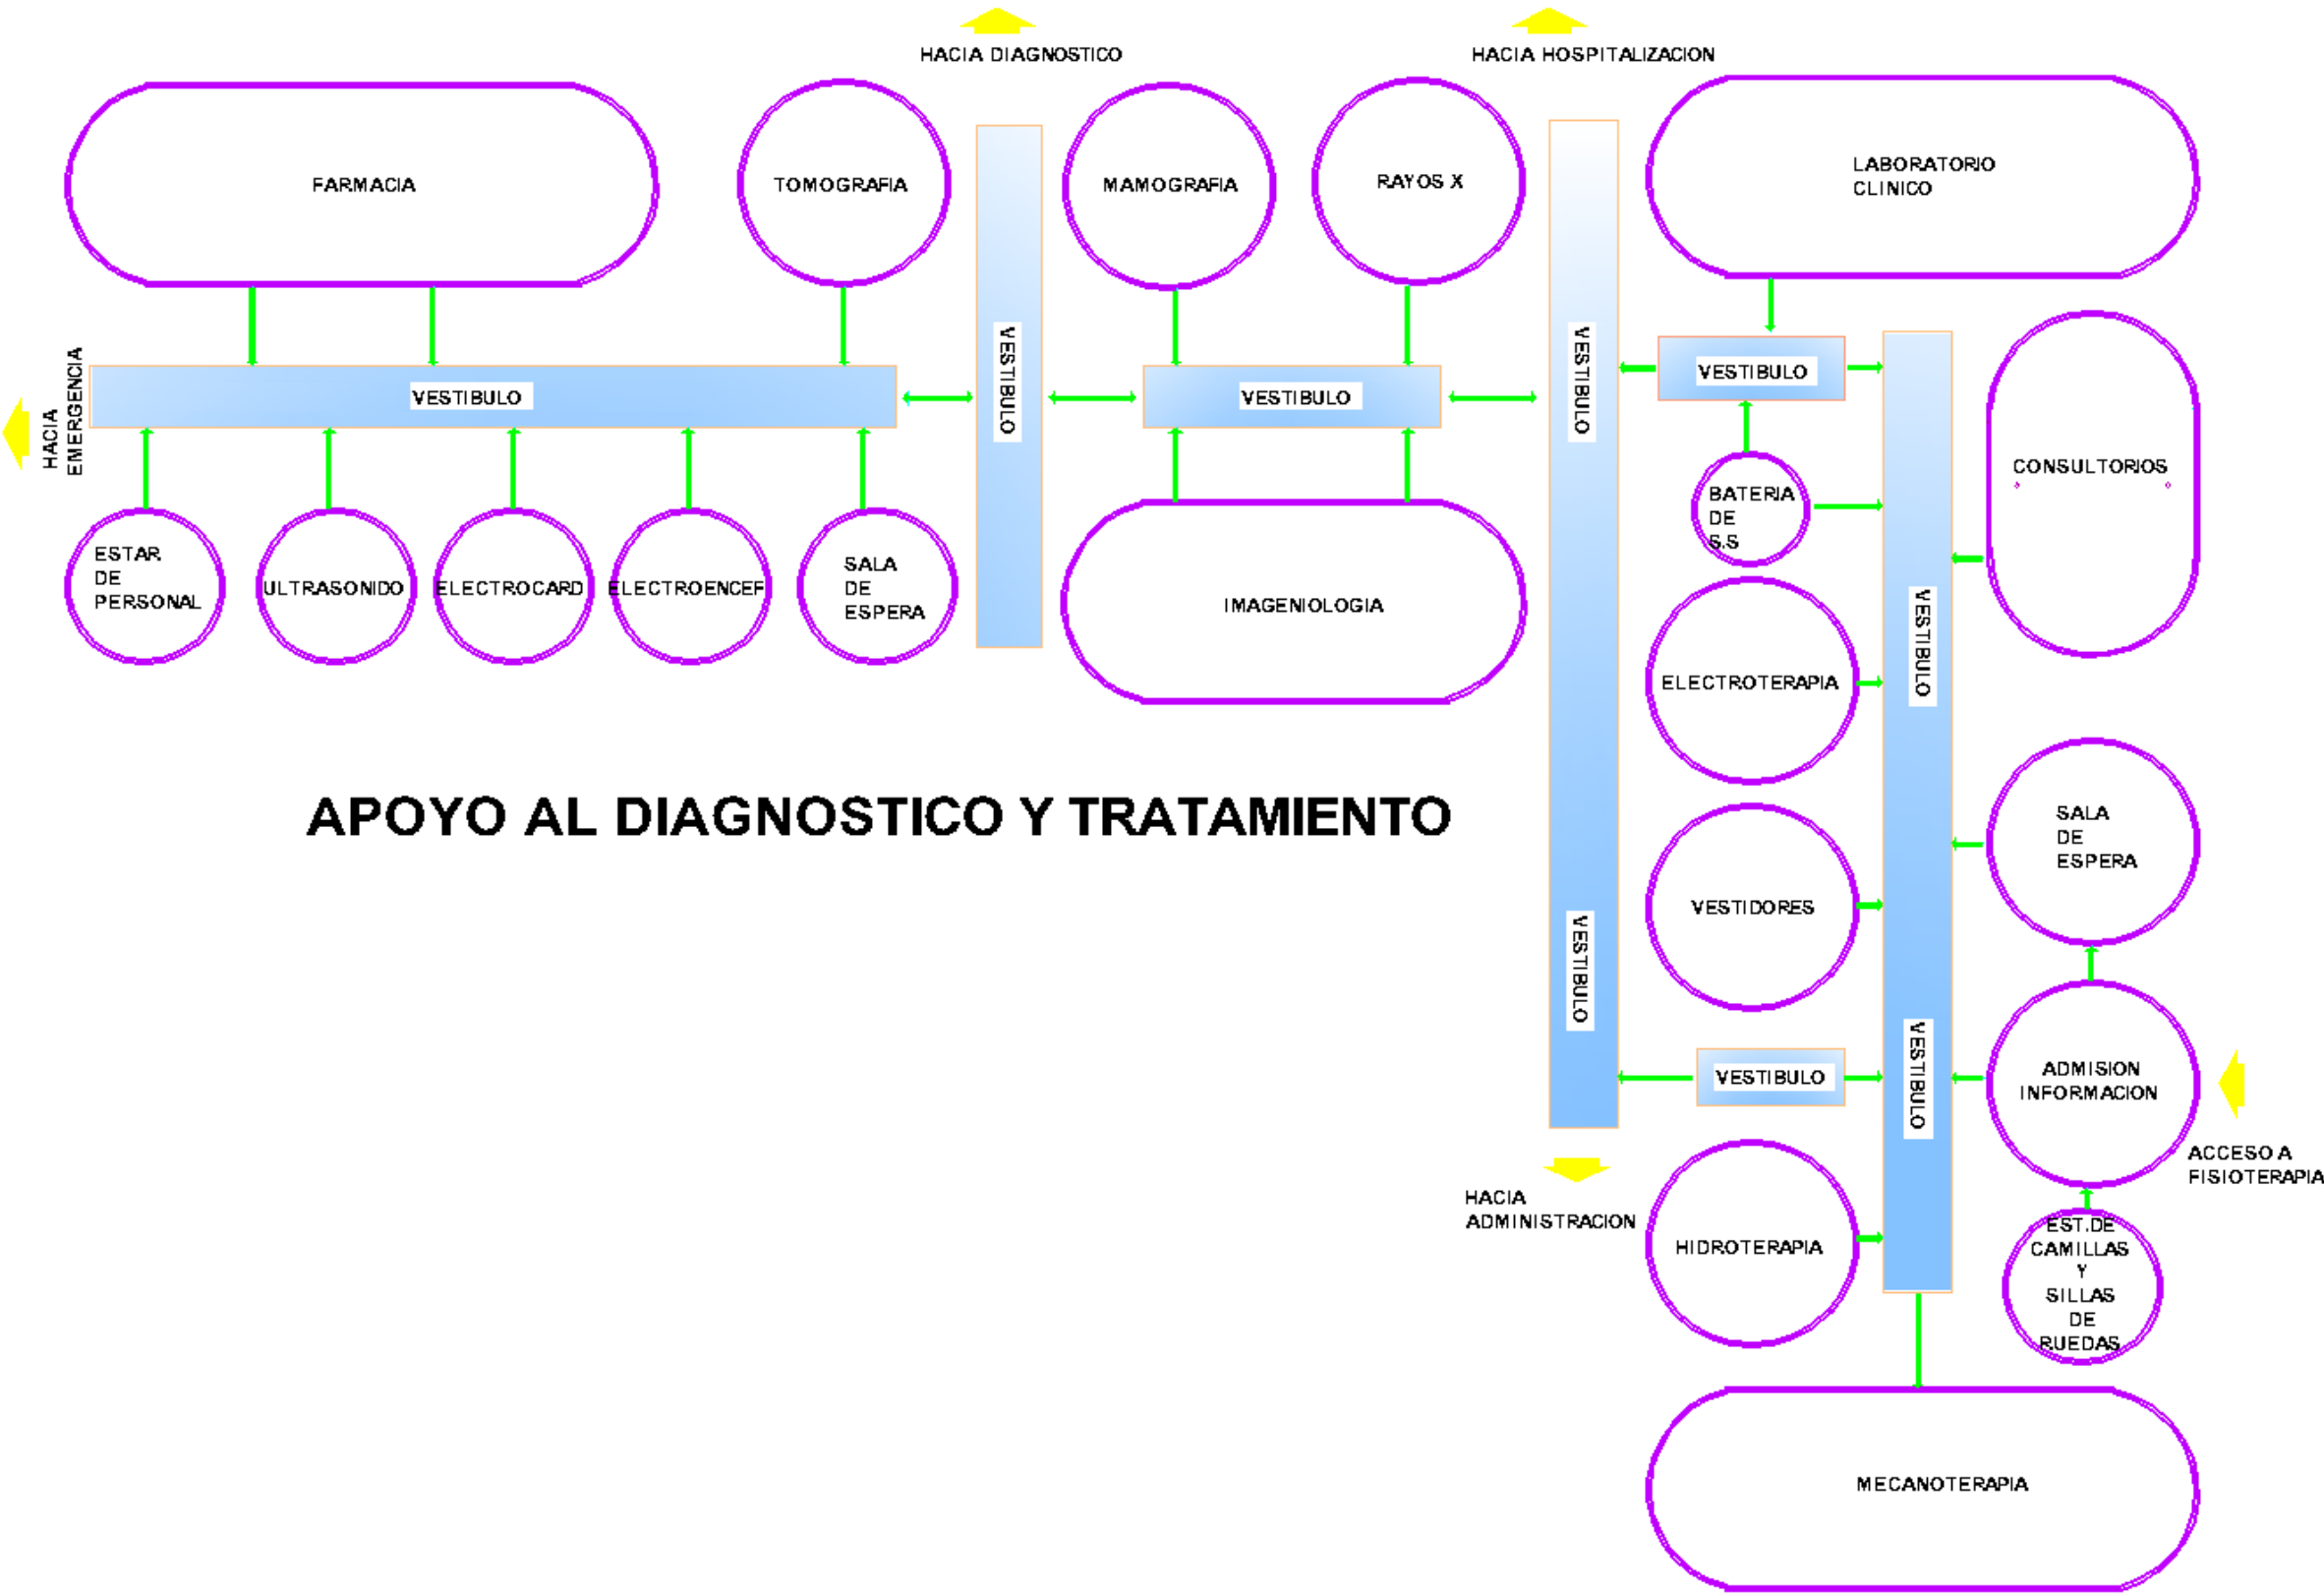 HACIA DIAGNOSTICO
HACIA HOSPITALIZACION
FARMACIA
TOMOGRAFIA
MAMOGRAFIA
RAYOS X
LABORATORIO
CLINICO
HACIA
EMERGENCIA
VESTIBULO
VESTIBULO
VESTIBULO
VESTIBULO
VESTIBULO
ESTAR
DE
PERSONAL
ULTRASONIDO
ELECTROCARD
ELECTROENCEF
SALA
DE
ESPERA
IMAGENIOLOGIA
BATERIA
DE
S.S
CONSULTORIOS
ELECTROTERAPIA
VESTIBULO
APOYO AL DIAGNOSTICO Y TRATAMIENTO
SALA
DE
ESPERA
VESTIDORES
VESTIBULO
VESTIBULO
VESTIBULO
ADMISION
INFORMACION
ACCESO A
FISIOTERAPIA
HACIA
ADMINISTRACION
HIDROTERAPIA
EST.DE
CAMILLAS
Y
SILLAS
DE
RUEDAS
MECANOTERAPIA